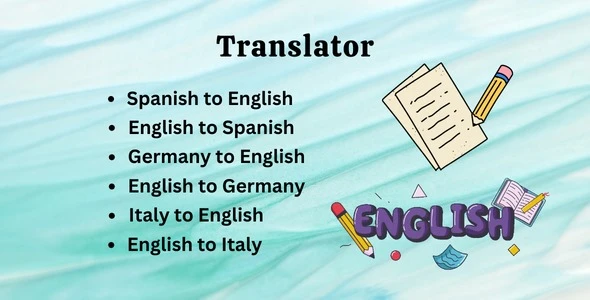 Translator
• Spanish to English
• English to Spanish
• Germany to English
• English to Germany
• Italy to English
• English to Italy
ENGLISH